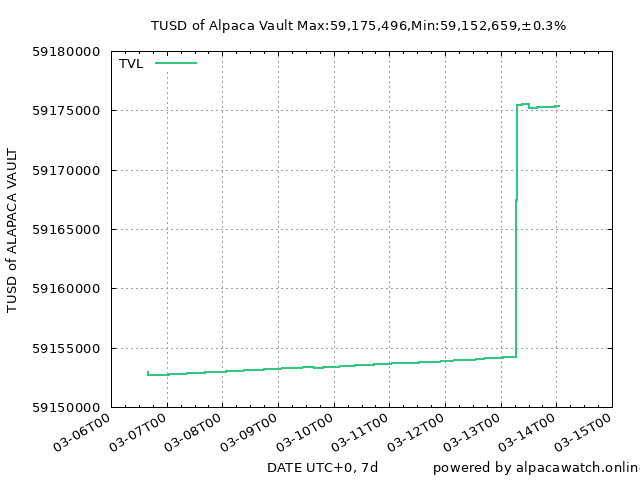 TUSD of Alpaca Vault Max:59,175,496,Min:59,152,659,±0.3%
TVL
59180000
59175000
59170000
59165000
59160000
59155000
59150000
TUSD of ALAPACA VAULT
03-06T00
03-07T00
03-08T00
03-09T00
03-10T00
03-11T00
03-12T00
03-13T00
03-14T00
03-15T00
DATE UTC+0, 7d
powered by alpacawatch.onlin